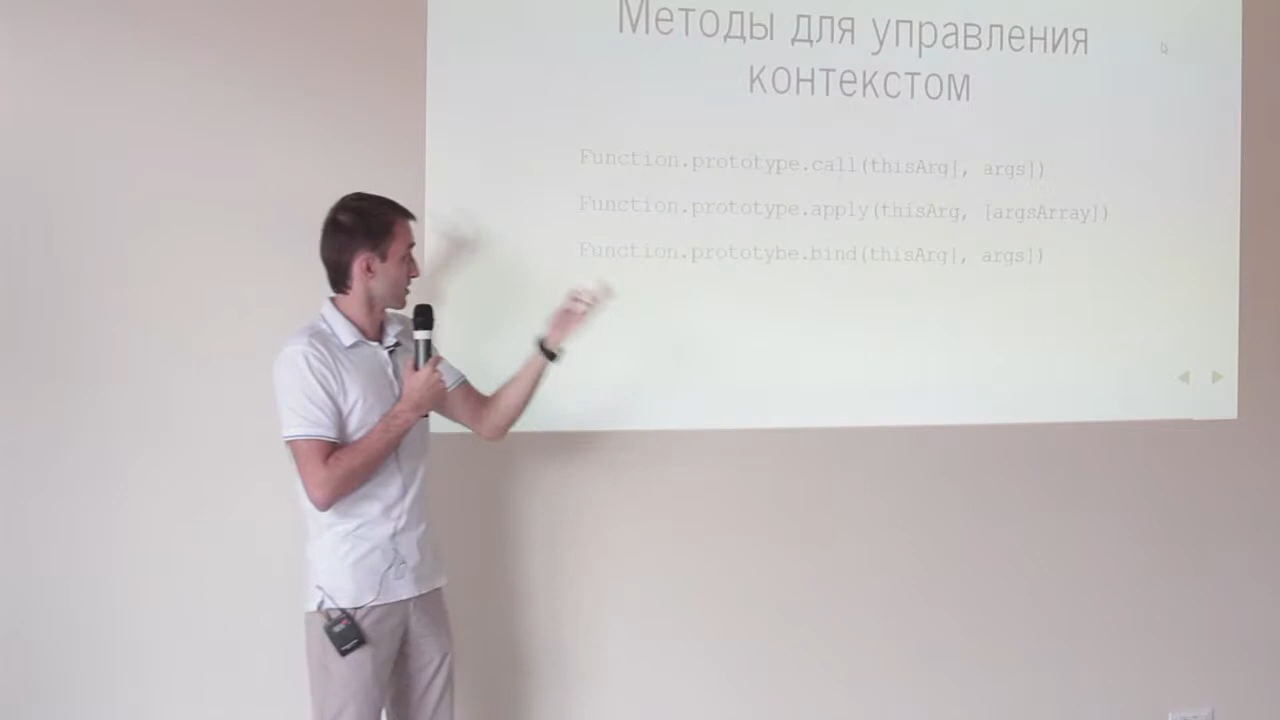 Методы для управления
контекстом
Function.prototype.call(thisArg[, args])
Function.prototype.apply(thisArg, [argsArray])
Function.prototybe.bind(thisArg[, args])